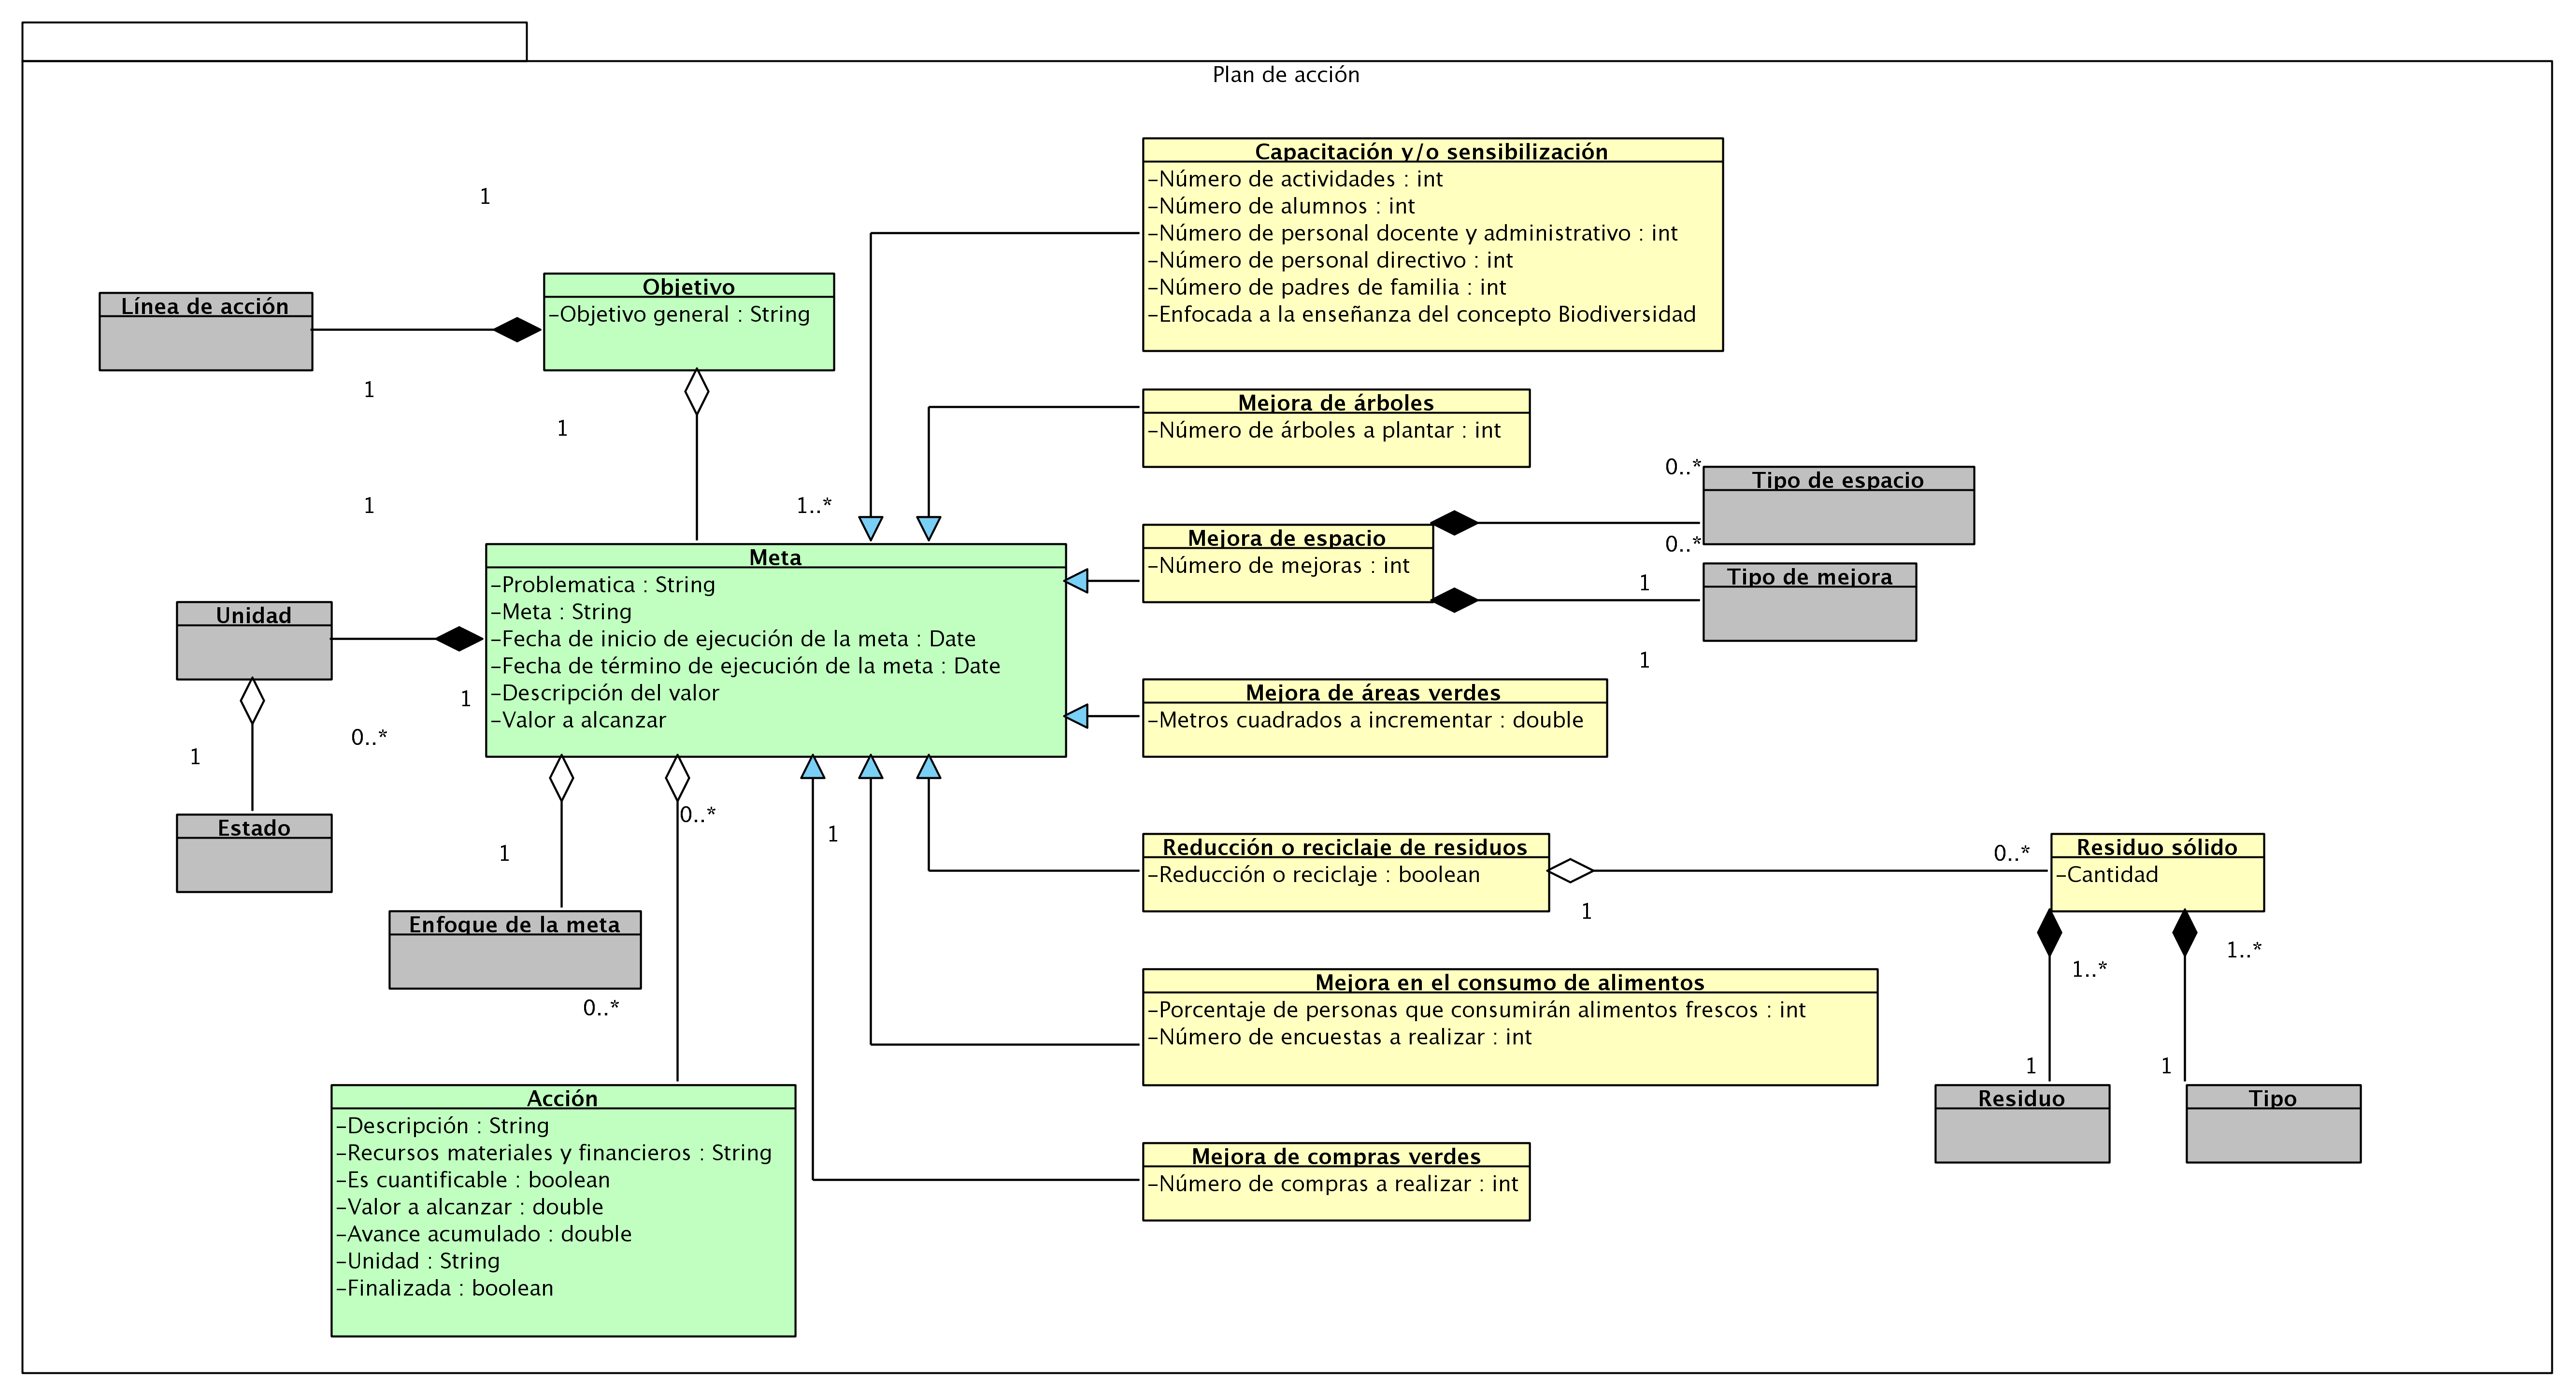 Plan de acción
Capacitación y/o sensibilización
-Número de actividades : int
-Número de alumnos : int
-Número de personal docente y administrativo : int
-Número de personal directivo : int
-Número de padres de familia : int
-Enfocada a la enseñanza del concepto Biodiversidad
1
Objetivo
-Objetivo general : String
Línea de acción
1
1
Mejora de árboles
-Número de árboles a plantar : int
0..*
Tipo de espacio
1
1..*
Mejora de espacio
-Número de mejoras : int
0..*
1
Tipo de mejora
1
Meta
-Problematica : String
-Meta : String
-Fecha de inicio de ejecución de la meta : Date
-Fecha de término de ejecución de la meta : Date
-Descripción del valor
-Valor a alcanzar
Unidad
1
0..*
1
Mejora de áreas verdes
-Metros cuadrados a incrementar : double
Estado
0..*
1
1
Enfoque de la meta
0..*
Reducción o reciclaje de residuos
-Reducción o reciclaje : boolean
0..*
1
Residuo sólido
-Cantidad
1..*
1..*
Mejora en el consumo de alimentos
-Porcentaje de personas que consumirán alimentos frescos : int
-Número de encuestas a realizar : int
1
1
Residuo
Tipo
Acción
-Descripción : String
-Recursos materiales y financieros : String
-Es cuantificable : boolean
-Valor a alcanzar : double
-Avance acumulado : double
-Unidad : String
-Finalizada : boolean
Mejora de compras verdes
-Número de compras a realizar : int